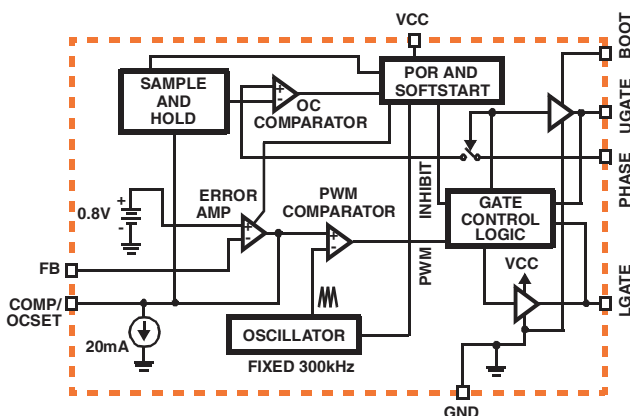 VCC
BOOT
SAMPLE
AND
HOLD
+
-
OC
COMPARATOR
POR AND
SOFTSTART
UGATE
PHASE
0.8V
+
-
ERROR
AMP
+
-
PWM
COMPARATOR
+
-
INHIBIT
GATE
CONTROL
LOGIC
FB
PWM
VCC
COMP/
OCSET
LGATE
20mA
OSCILLATOR
FIXED 300kHz
GND